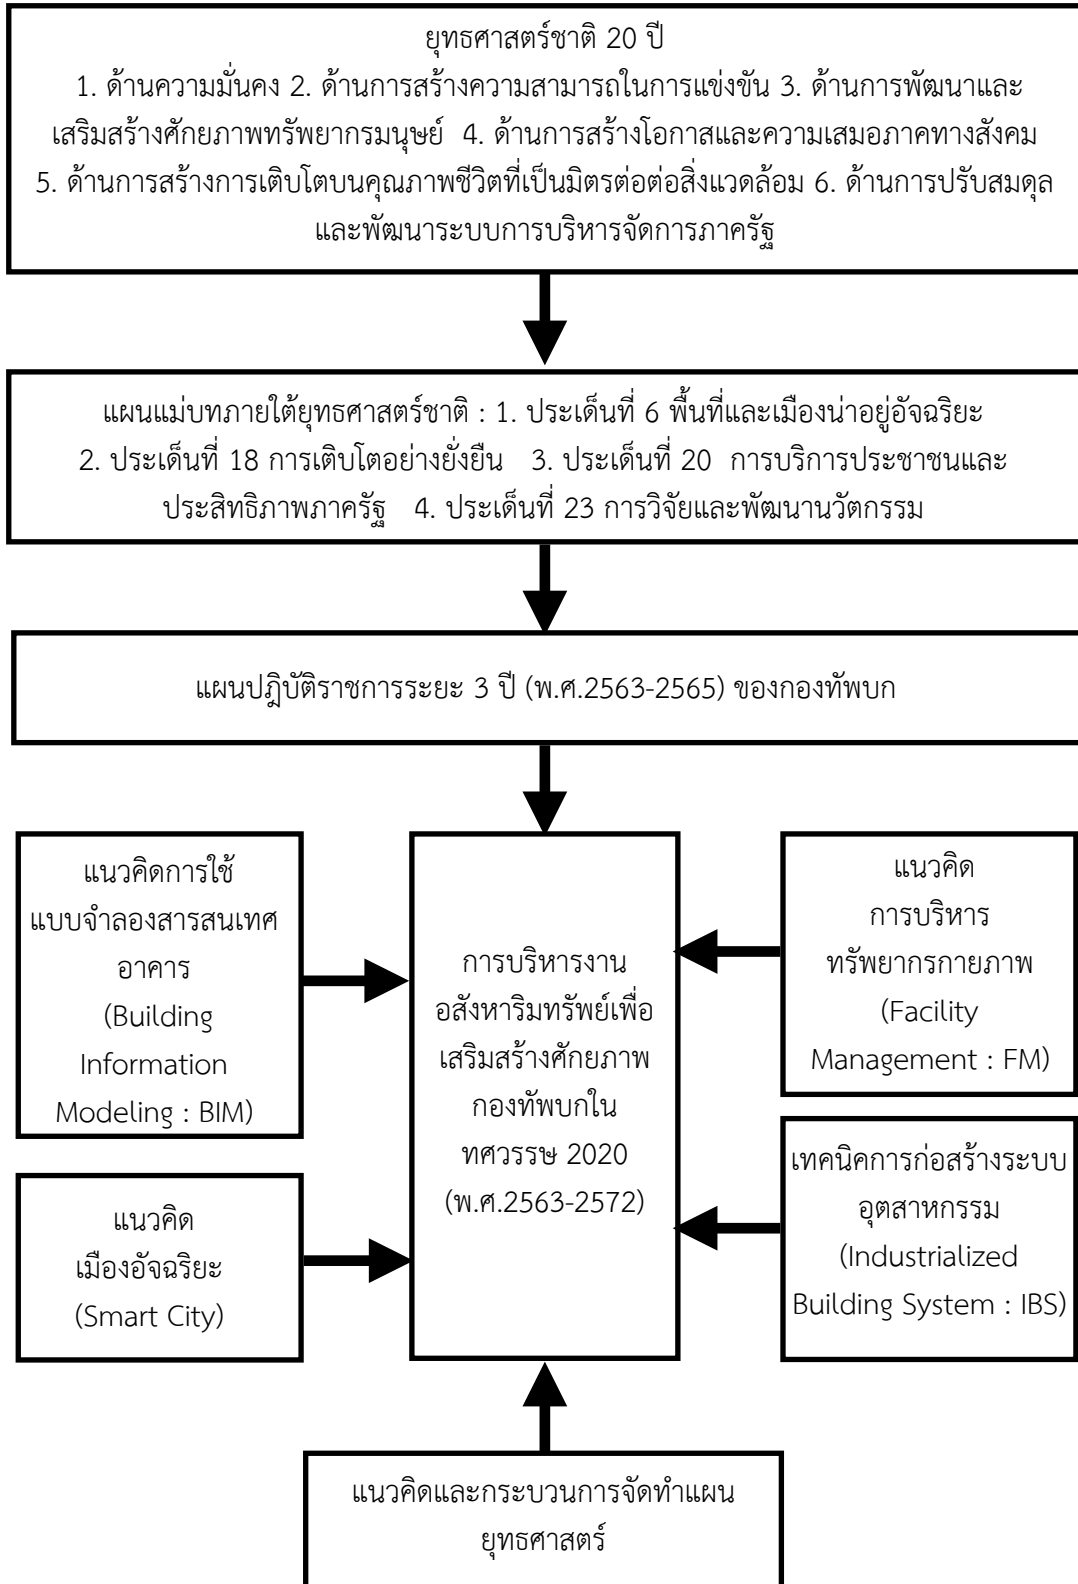 ยุทธศาสตร์ชาติ 20 ปี
1. ด้านความมั่นคง 2. ด้านการสร้างความสามารถในการแข่งขัน 3. ด้านการพัฒนาและ
เสริมสร้างศักยภาพทรัพยากรมนุษย์ 4. ด้านการสร้างโอกาสและความเสมอภาคทางสังคม
5. ด้านการสร้างการเติบโตบนคุณภาพชีวิตที่เป็นมิตรต่อต่อสิ่งแวดล้อม 6. ด้านการปรับสมดุล
และพัฒนาระบบการบริหารจัดการภาครัฐ
แผนแม่บทภายใต้ยุทธศาสตร์ชาติ : 1. ประเด็นที่ 6 พื้นที่และเมืองน่าอยู่อัจฉริยะ
2. ประเด็นที่ 18 การเติบโตอย่างยั่งยืน 3. ประเด็นที่ 20 การบริการประชาชนและ
ประสิทธิภาพภาครัฐ 4. ประเด็นที่ 23 การวิจัยและพัฒนานวัตกรรม
แผนปฏิบัติราชการระยะ 3 ปี (พ.ศ.2563-2565) ของกองทัพบก
แนวคิดการใช้
แบบจำลองสารสนเทศ
อาคาร
(Building
Information
Modeling : BIM)
แนวคิด
เมืองอัจฉริยะ
(Smart City)
การบริหารงาน
อสังหาริมทรัพย์เพื่อ
เสริมสร้างศักยภาพ
กองทัพบกใน
ทศวรรษ 2020
(พ.ศ.2563-2572)
แนวคิด
การบริหาร
ทรัพยากรกายภาพ
(Facility
Management : FM)
เทคนิคการก่อสร้างระบบ
อุตสาหกรรม
(Industrialized
Building System : IBS)
แนวคิดและกระบวนการจัดทำแผน
ยุทธศาสตร์